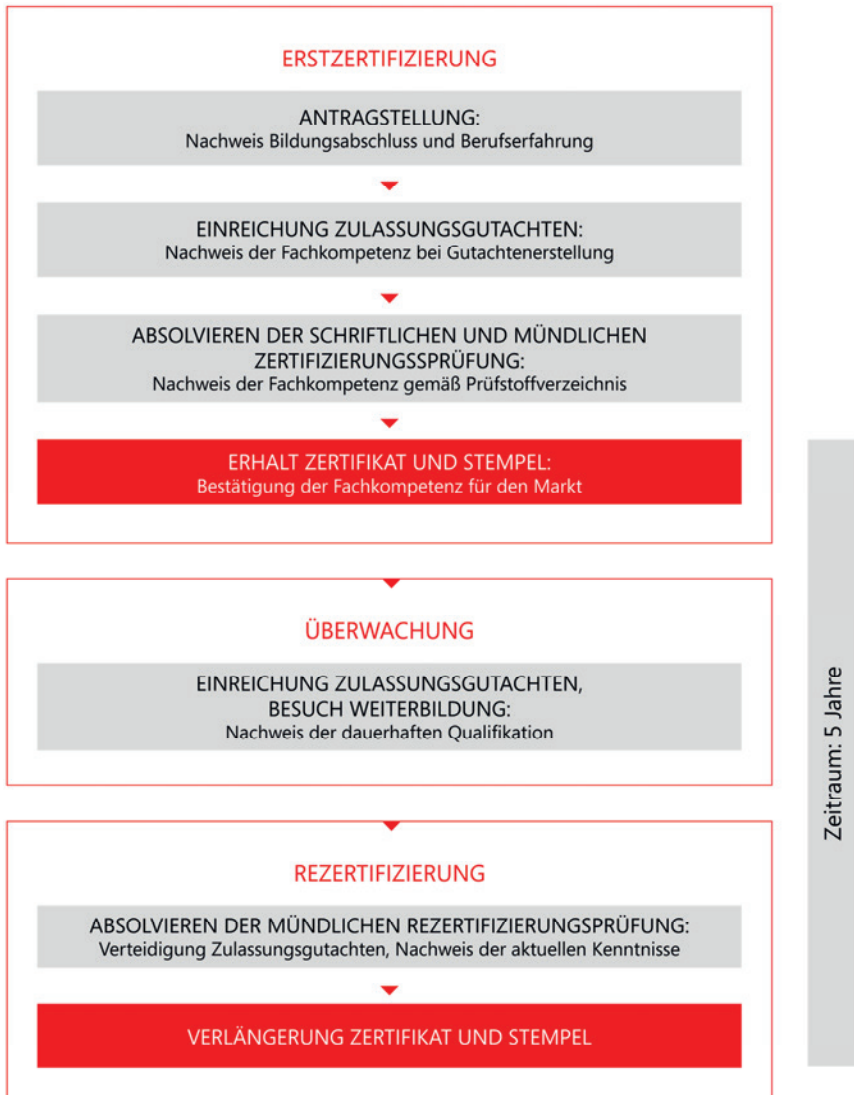 ERSTZERTIFIZIERUNG
ANTRAGSTELLUNG:
Nachweis Bildungsabschluss und Berufserfahrung
EINREICHUNG ZULASSUNGSGUTACHTEN:
Nachweis der Fachkompetenz bei Gutachtenerstellung
ABSOLVIEREN DER SCHRIFTLICHEN UND MÜNDLICHEN
ZERTIFIZIERUNGSSPRÜFUNG:
Nachweis der Fachkompetenz gemäß Prüfstoffverzeichnis
ERHALT ZERTIFIKAT UND STEMPEL:
Bestätigung der Fachkompetenz für den Markt
ÜBERWACHUNG
EINREICHUNG ZULASSUNGSGUTACHTEN,
BESUCH WEITERBILDUNG:
Nachweis der dauerhaften Qualifikation
REZERTIFIZIERUNG
ABSOLVIEREN DER MÜNDLICHEN REZERTIFIZIERUNGSPRÜFUNG:
Verteidigung Zulassungsgutachten, Nachweis der aktuellen Kenntnisse
VERLÄNGERUNG ZERTIFIKAT UND STEMPEL
Zeitraum: 5 Jahre